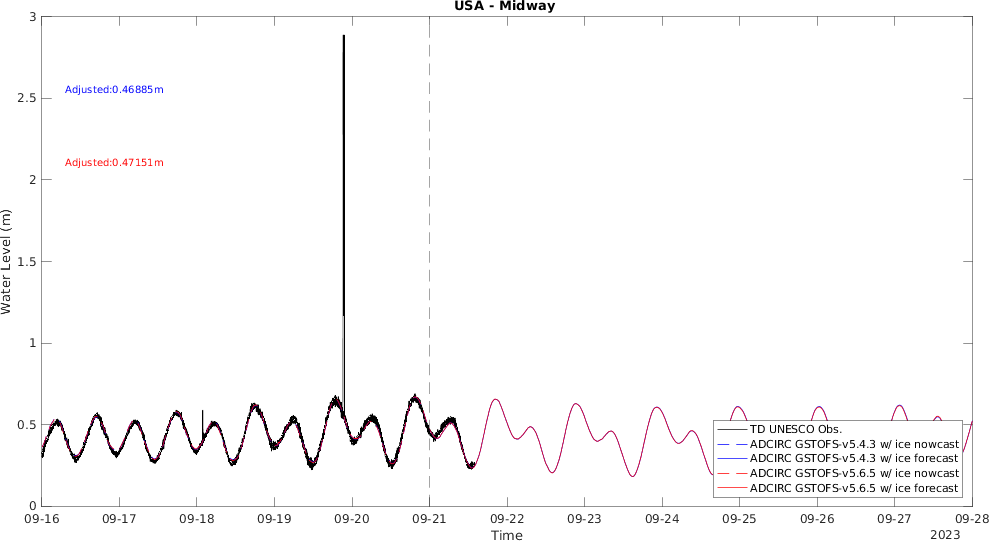 USA - Midway
3
2.5
2
1.5
1
0.5
0
Water Level (m)
Adjusted:0.46885m
Adjusted:0.47151m
TD UNESCO Obs.
ADCIRC GSTOFS-v5.4.3 w/ ice nowcast
ADCIRC GSTOFS-v5.4.3 w/ ice forecast
ADCIRC GSTOFS-v5.6.5 w/ ice nowcast
ADCIRC GSTOFS-v5.6.5 w/ ice forecast
09-16 09-17 09-18 09-19 09-20 09-21 09-22 09-23 09-24 09-25 09-26 09-27 09-28
Time
2023